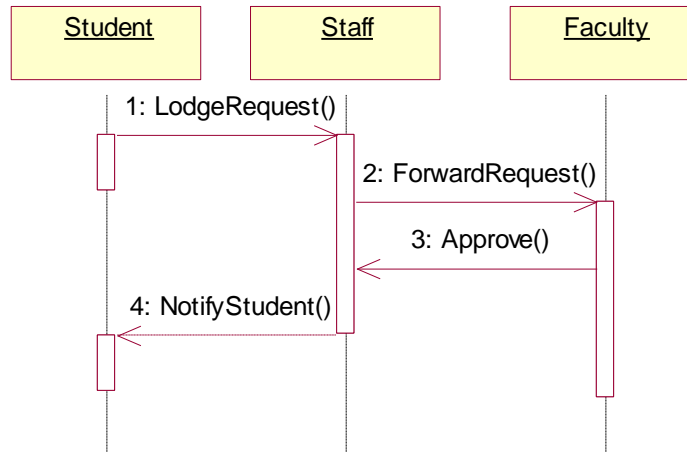 Student
Staff
Faculty
1: LodgeRequest()
2: ForwardRequest()
3: Approve()
4: NotifyStudent()